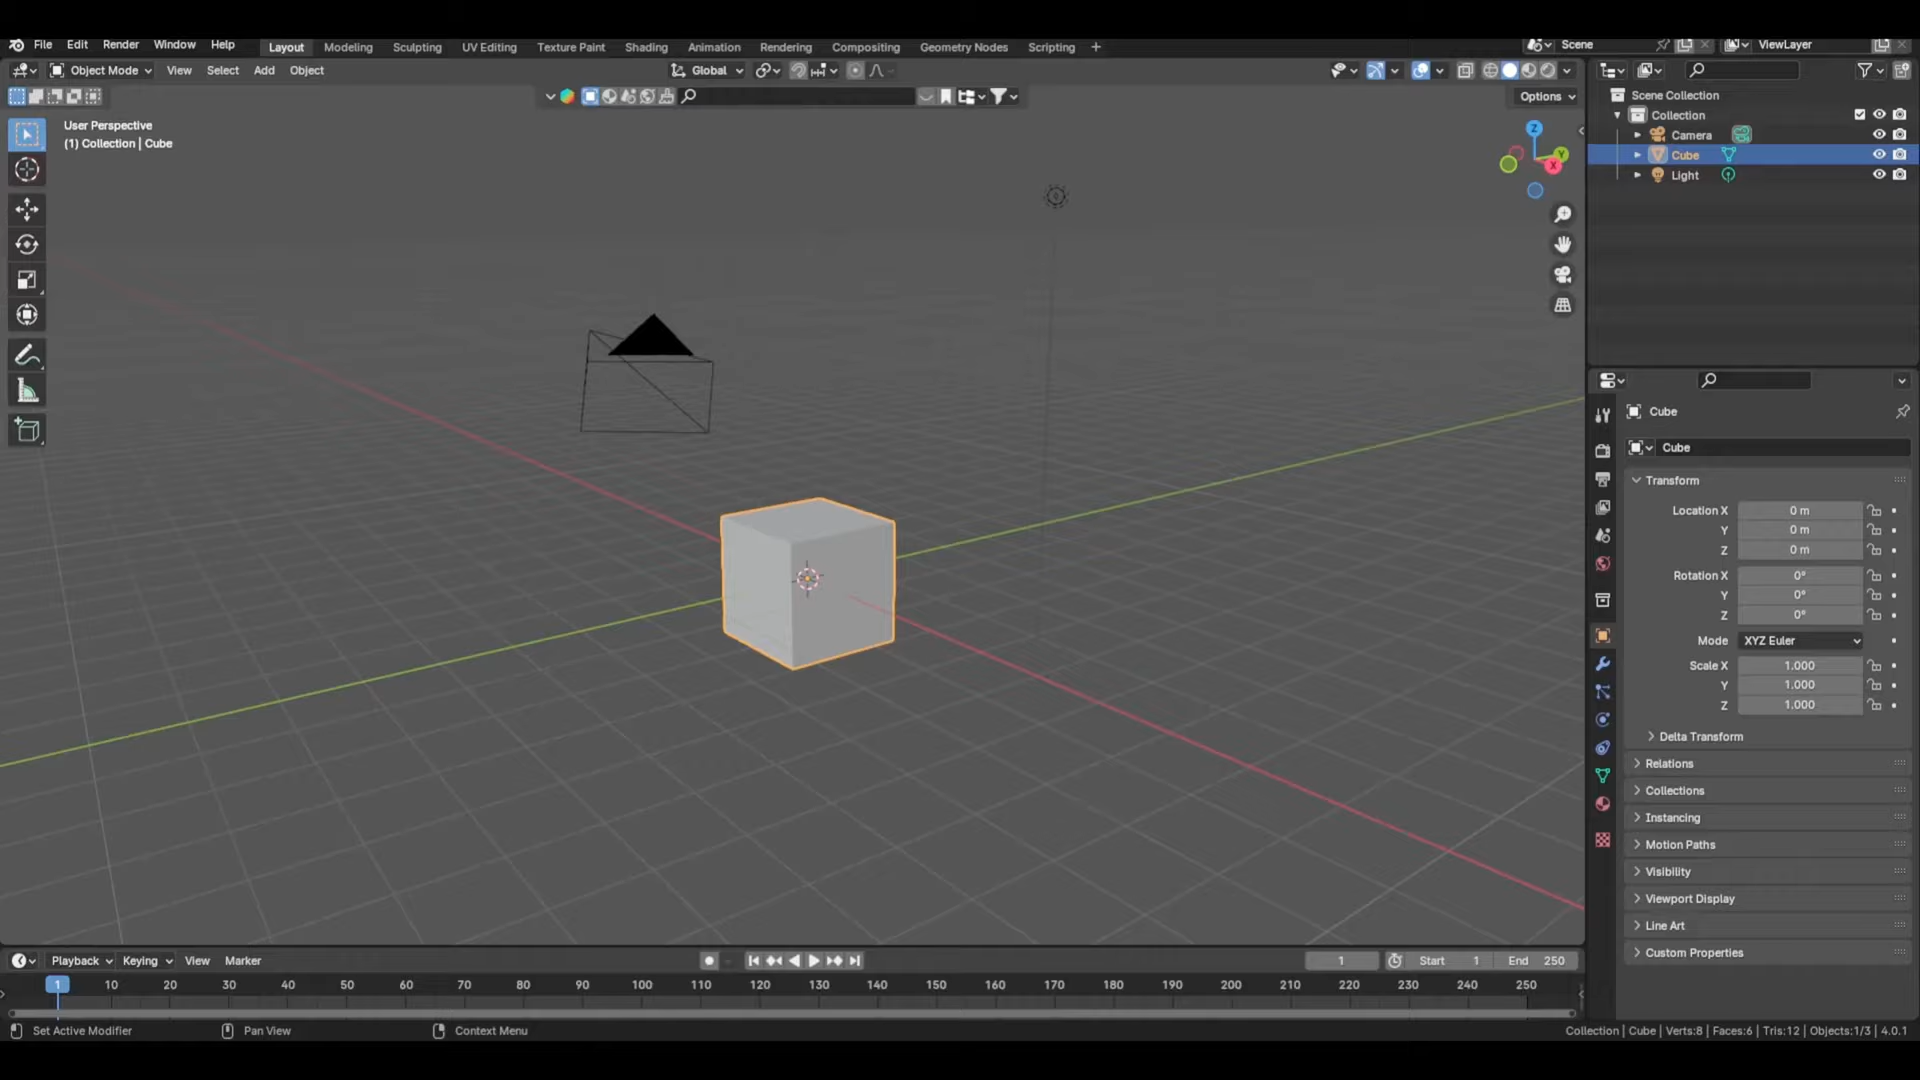 File Edit Render Window Help Layout Modeling Sculpting UV Editing Texture Paint Shading Animation Rendering Compositing Geometry Nodes Scripting + Scene ViewLayer
Object Mode View Select Add Object Global
Options
User Perspective
(1) Collection | Cube
Z
Y
X
Scene Collection
Collection
Camera
Cube
Light
Cube
Cube
Transform
Location X 0 m
Y 0 m
Z 0 m
Rotation X 0°
Y 0°
Z 0°
Mode XYZ Euler
Scale X 1.000
Y 1.000
Z 1.000
Delta Transform
Relations
Collections
Instancing
Motion Paths
Visibility
Viewport Display
Line Art
Custom Properties
Playback Keying View Marker 1 Start 1 End 250
1 10 20 30 40 50 60 70 80 90 100 110 120 130 140 150 160 170 180 190 200 210 220 230 240 250
Set Active Modifier Pan View Context Menu Collection | Cube | Verts:8 | Faces:6 | Tris:12 | Objects:1/3 | 4.0.1